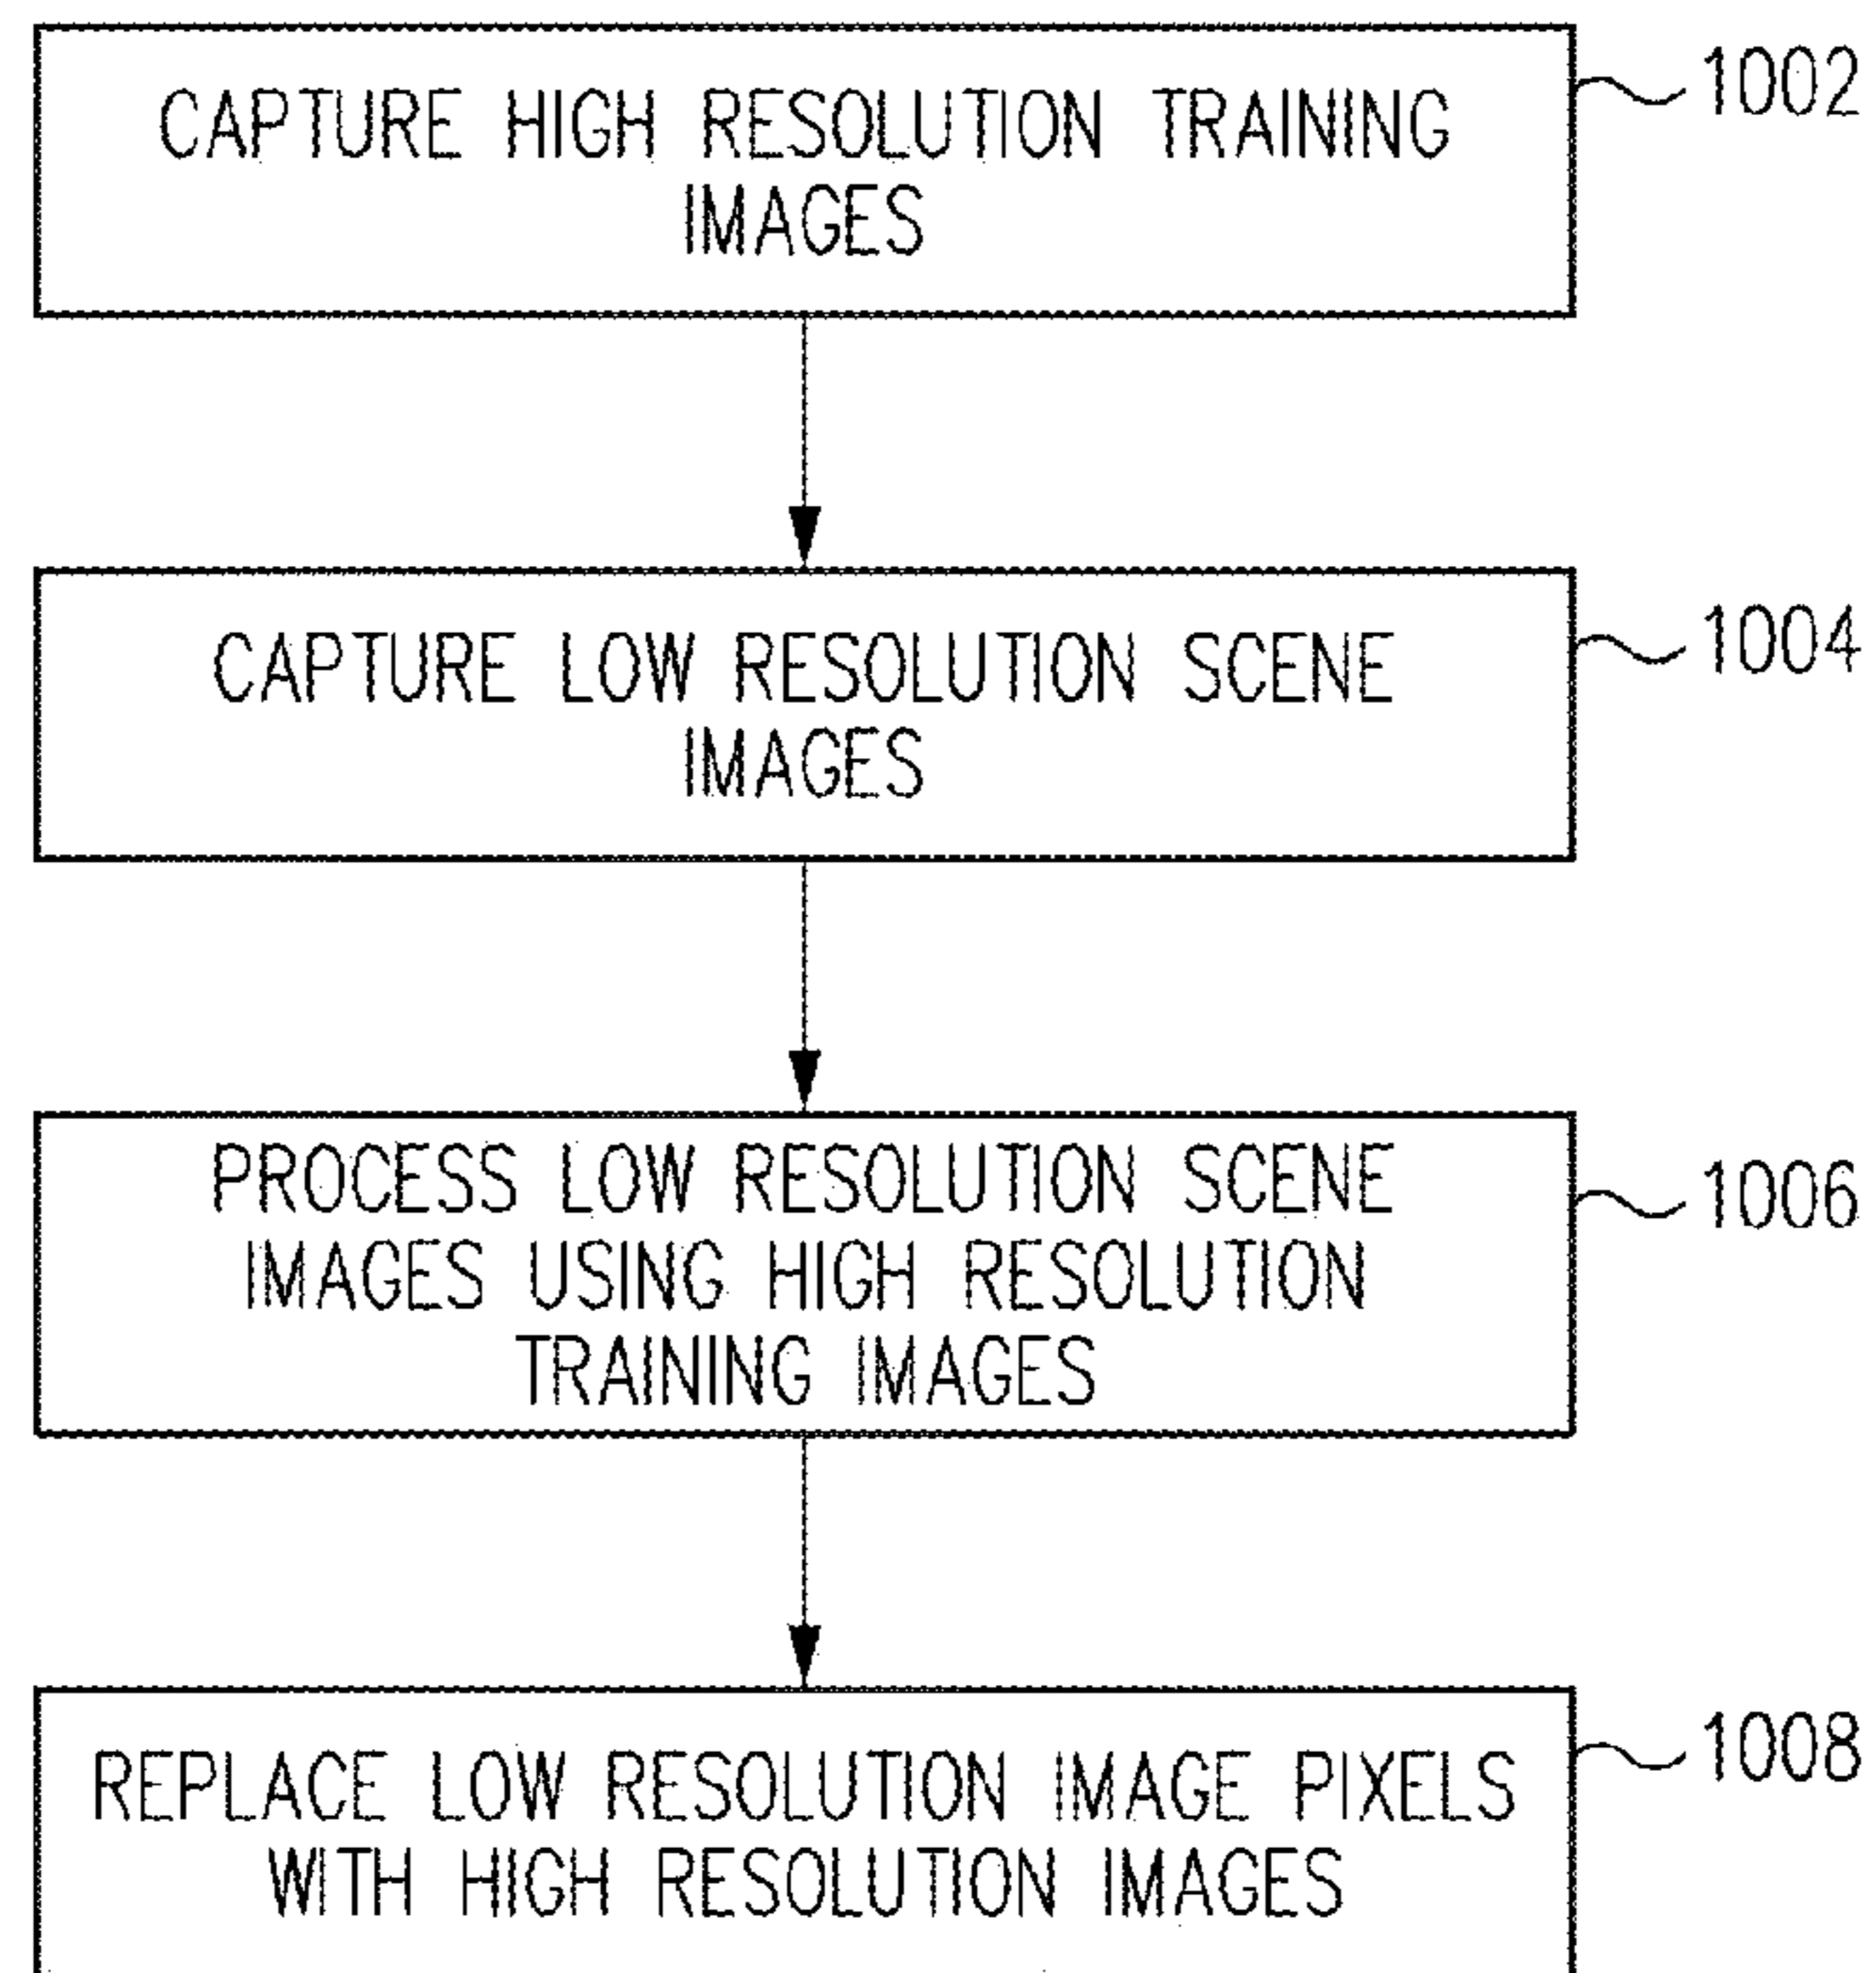 CAPTURE HIGH RESOLUTION TRAINING
IMAGES
1002
CAPTURE LOW RESOLUTION SCENE
IMAGES
1004
PROCESS LOW RESOLUTION SCENE
IMAGES USING HIGH RESOLUTION
TRAINING IMAGES
1006
REPLACE LOW RESOLUTION IMAGE PIXELS
WITH HIGH RESOLUTION IMAGES
1008